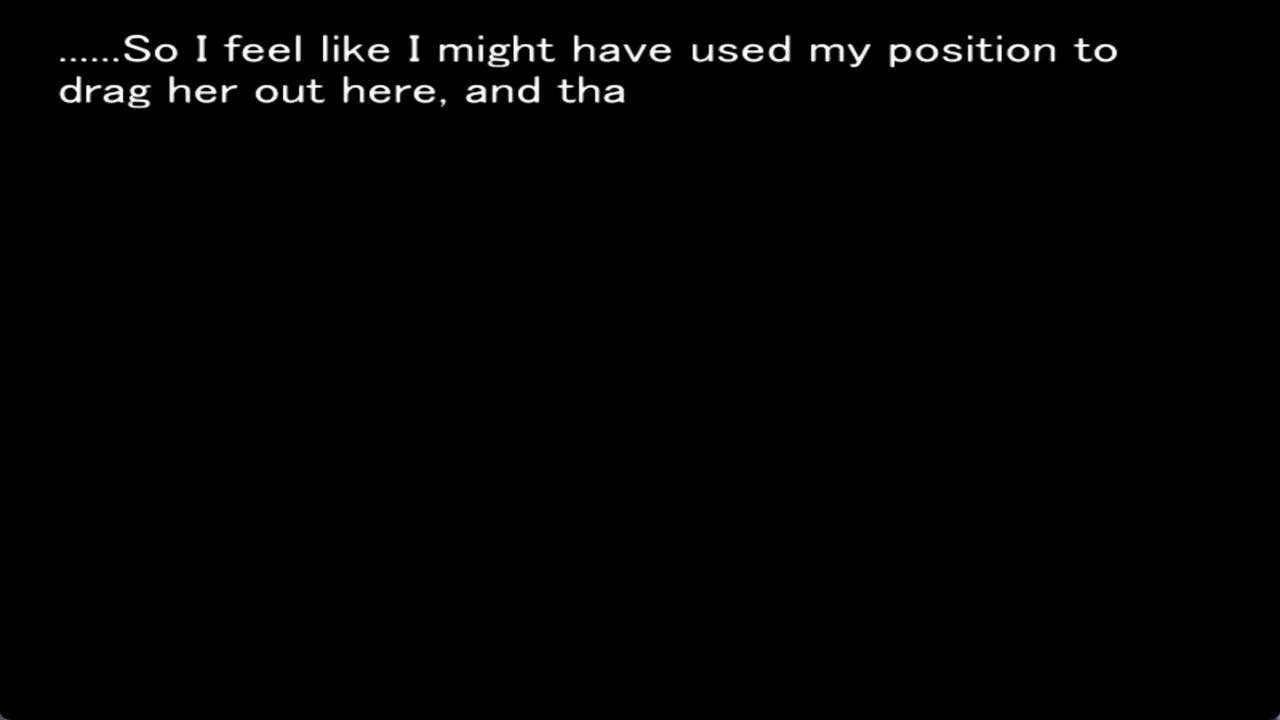 ......So I feel like I might have used my position to
drag her out here, and tha